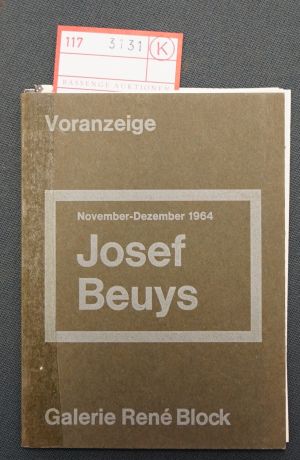 117 3131 K
BASSENGE AUKTIONEN
Voranzeige
November-Dezember 1964
Josef
Beuys
Galerie René Block